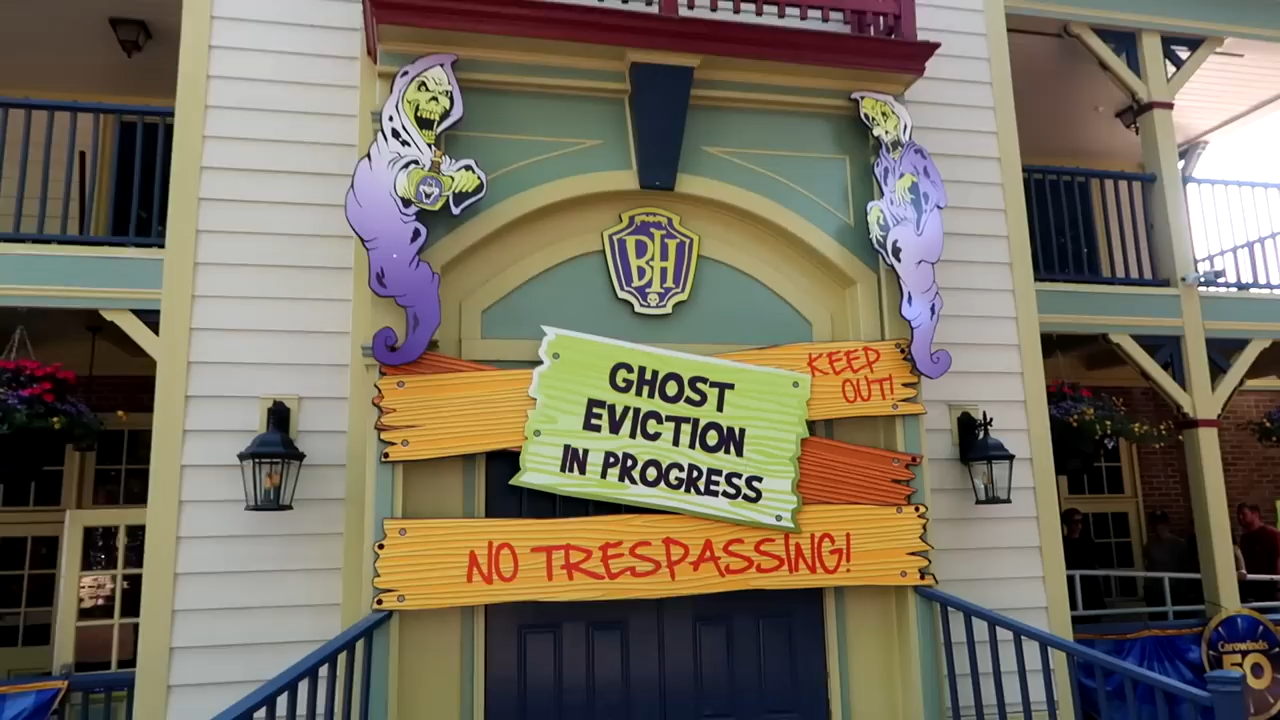 BH
KEEP
OUT!
GHOST
EVICTION
IN PROGRESS
NO TRESPASSING!
Carowinds
50